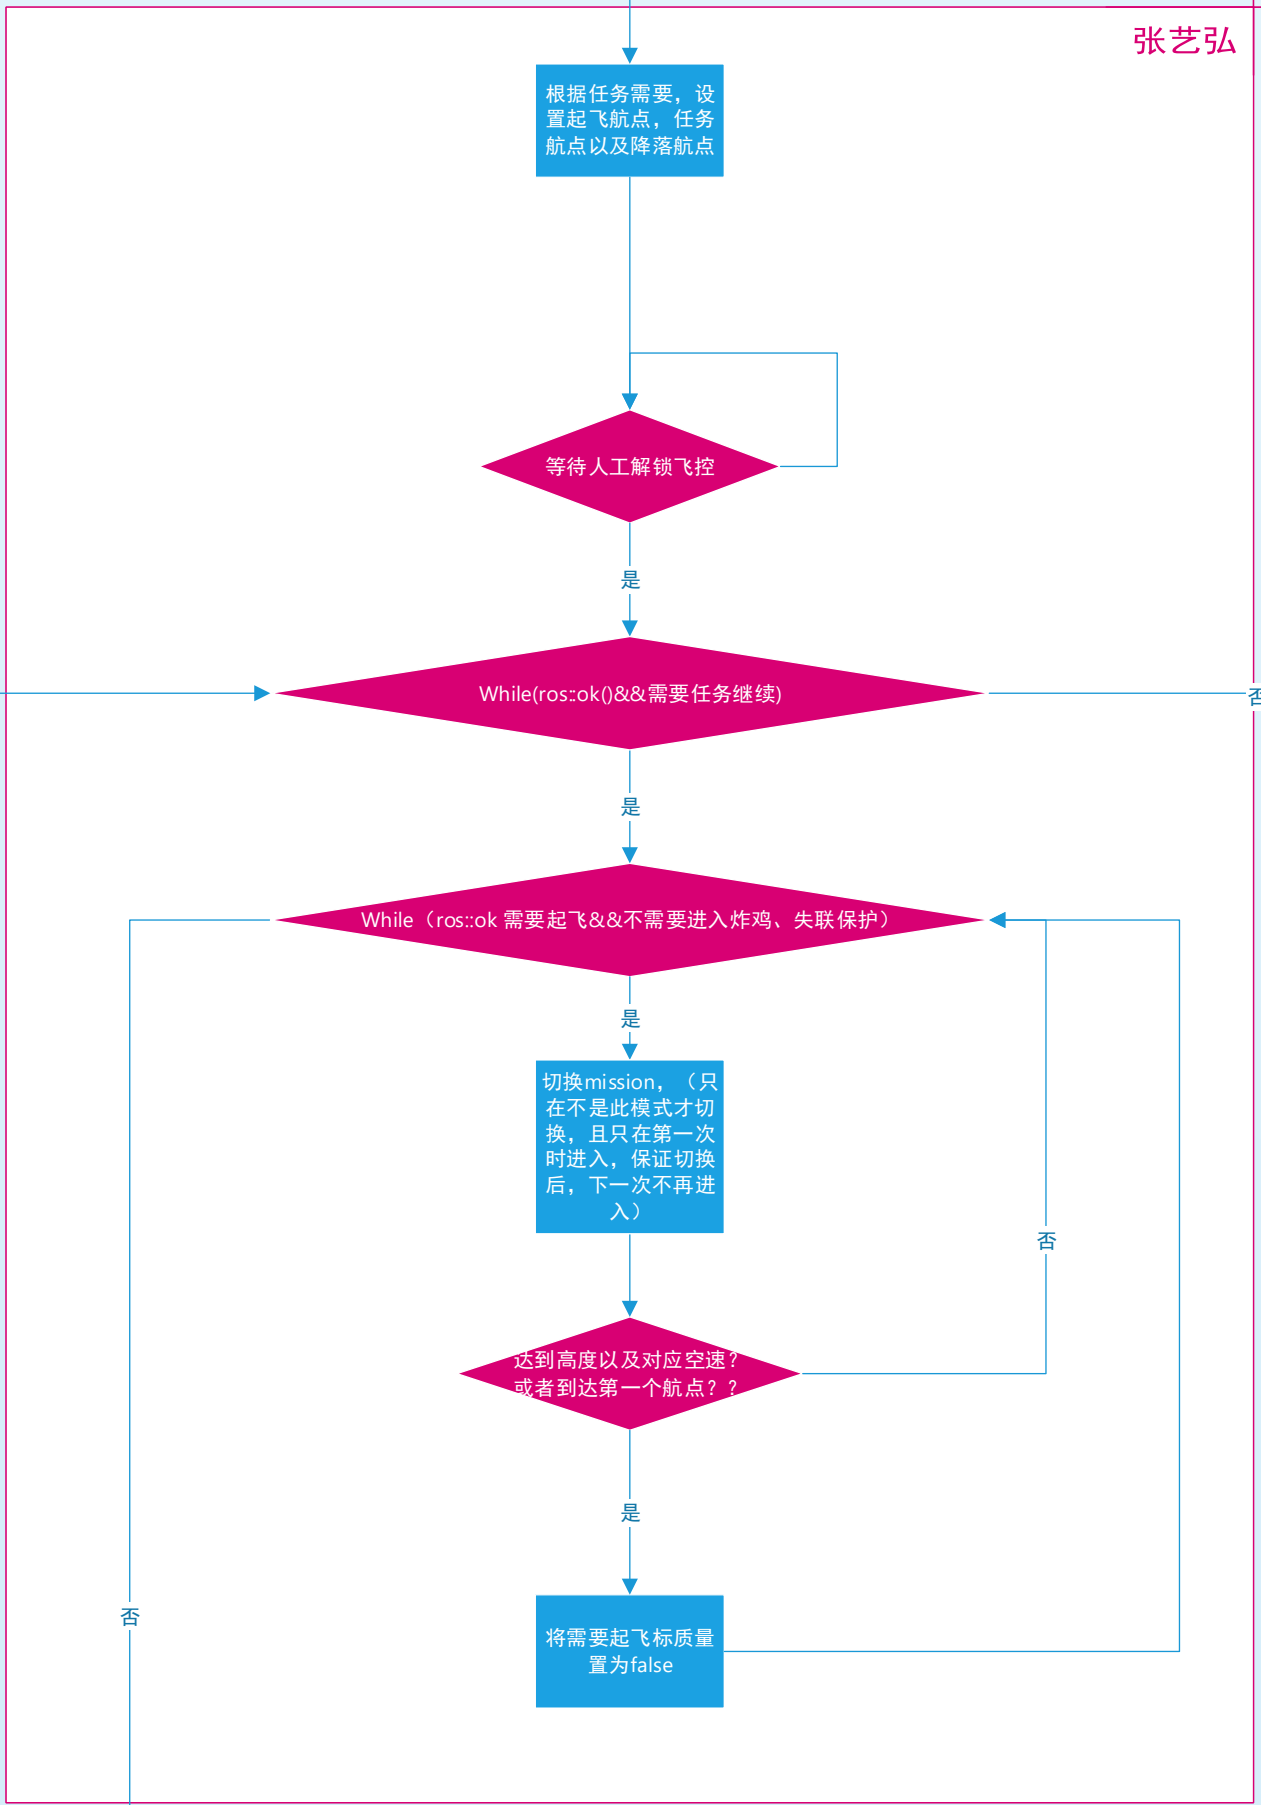 张艺弘
根据任务需要，设
置起飞航点，任务
航点以及降落航点
等待人工解锁飞控
是
While(ros::ok()&&需要任务继续)
否
是
While（ros::ok 需要起飞&&不需要进入炸鸡、失联保护）
是
切换mission，（只
在不是此模式才切
换，且只在第一次
时进入，保证切换
后，下一次不再进
入）
否
达到高度以及对应空速？
或者到达第一个航点？？
是
否
将需要起飞标质量
置为false